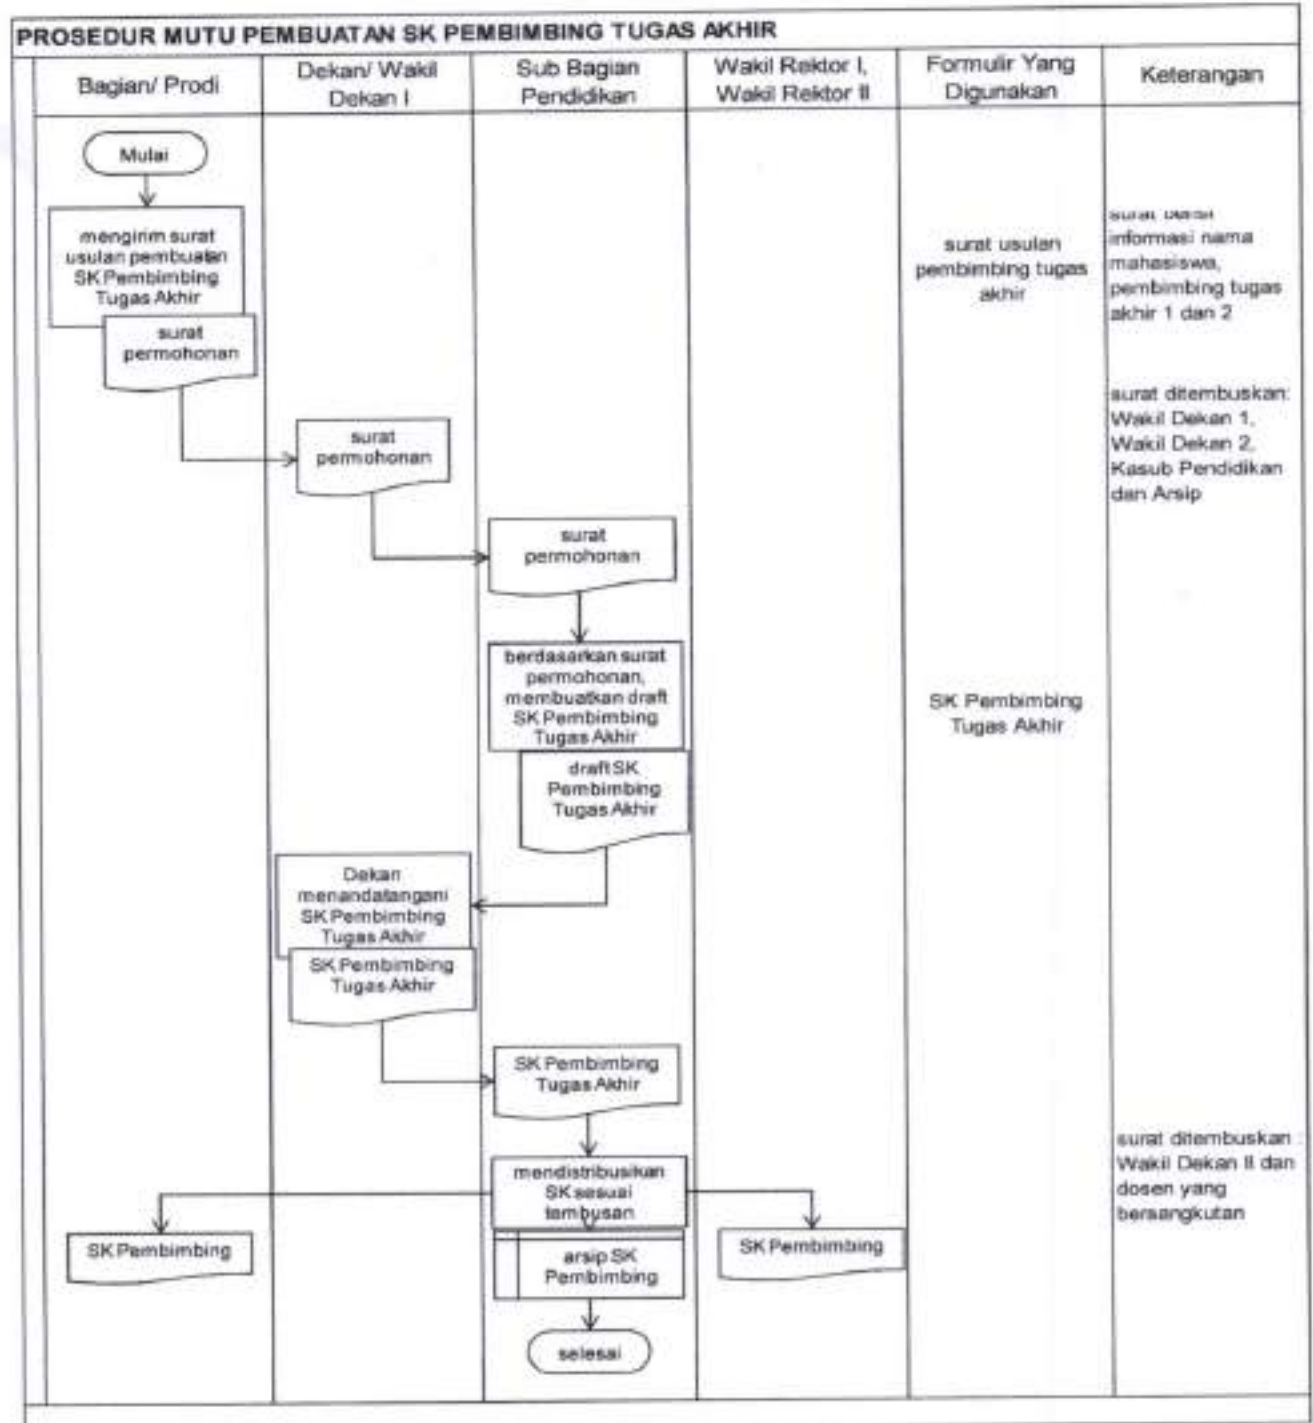 PROSEDUR MUTU PEMBUATAN SK PEMBIMBING TUGAS AKHIR
Bagian/ Prodi
Dekan/ Wakil
Dekan I
Sub Bagian
Pendidikan
Wakil Rektor I,
Wakil Rektor II
Formulir Yang
Digunakan
Keterangan
Mulai
mengirim surat
usulan pembuatan
SK Pembimbing
Tugas Akhir
surat usulan
pembimbing tugas
akhir
surat berisi
informasi nama
mahasiswa,
pembimbing tugas
akhir 1 dan 2
surat
permohonan
surat ditembuskan:
Wakil Dekan 1,
Wakil Dekan 2,
Kasub Pendidikan
dan Arsip
surat
permohonan
surat
permohonan
berdasarkan surat
permohonan,
membuatkan draft
SK Pembimbing
Tugas Akhir
SK Pembimbing
Tugas Akhir
draft SK
Pembimbing
Tugas Akhir
Dekan
menandatangani
SK Pembimbing
Tugas Akhir
SK Pembimbing
Tugas Akhir
SK Pembimbing
Tugas Akhir
mendistribusikan
SK sesuai
tembusan
surat ditembuskan :
Wakil Dekan II dan
dosen yang
bersangkutan
SK Pembimbing
arsip SK
Pembimbing
SK Pembimbing
selesai